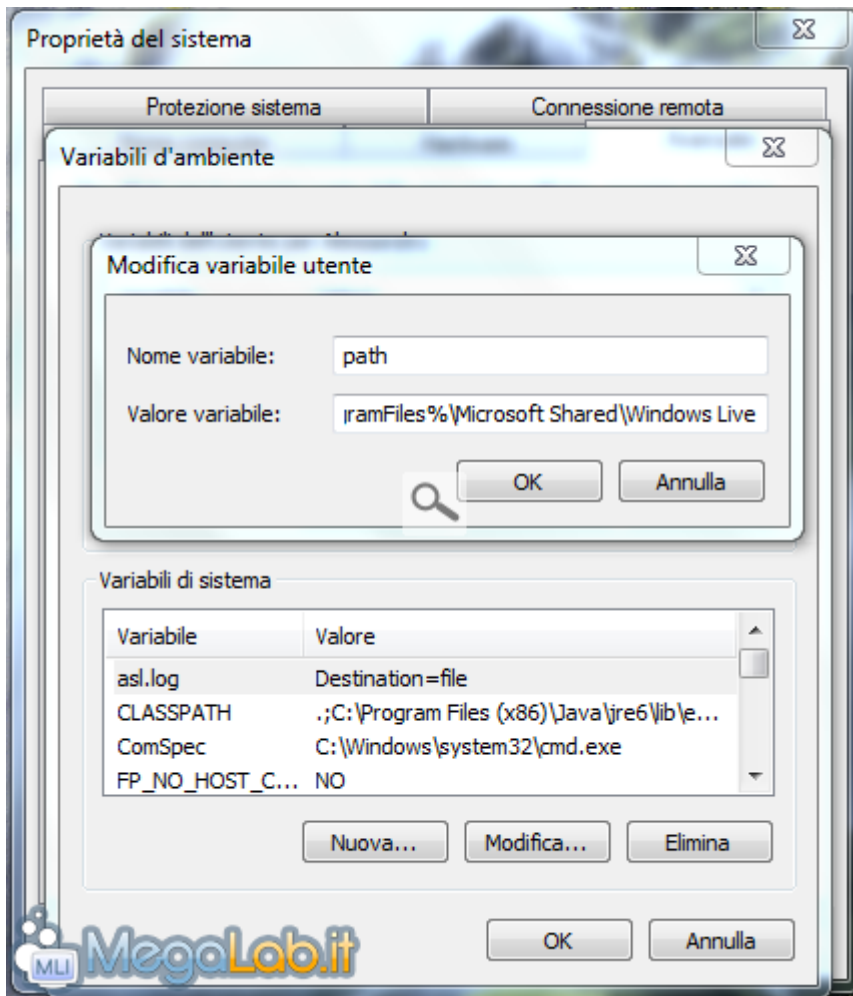 Proprietà del sistema
Protezione sistema Connessione remota
Variabili d'ambiente
Modifica variabile utente
Nome variabile: path
Valore variabile: ramFiles%\Microsoft Shared\Windows Live
OK Annulla
Variabili di sistema
Variabile Valore
asl.log Destination=file
CLASSPATH .;C:\Program Files (x86)\Java\jre6\lib\e...
ComSpec C:\Windows\system32\cmd.exe
FP_NO_HOST_C... NO
Nuova... Modifica... Elimina
OK Annulla
MLI MegaLab.it